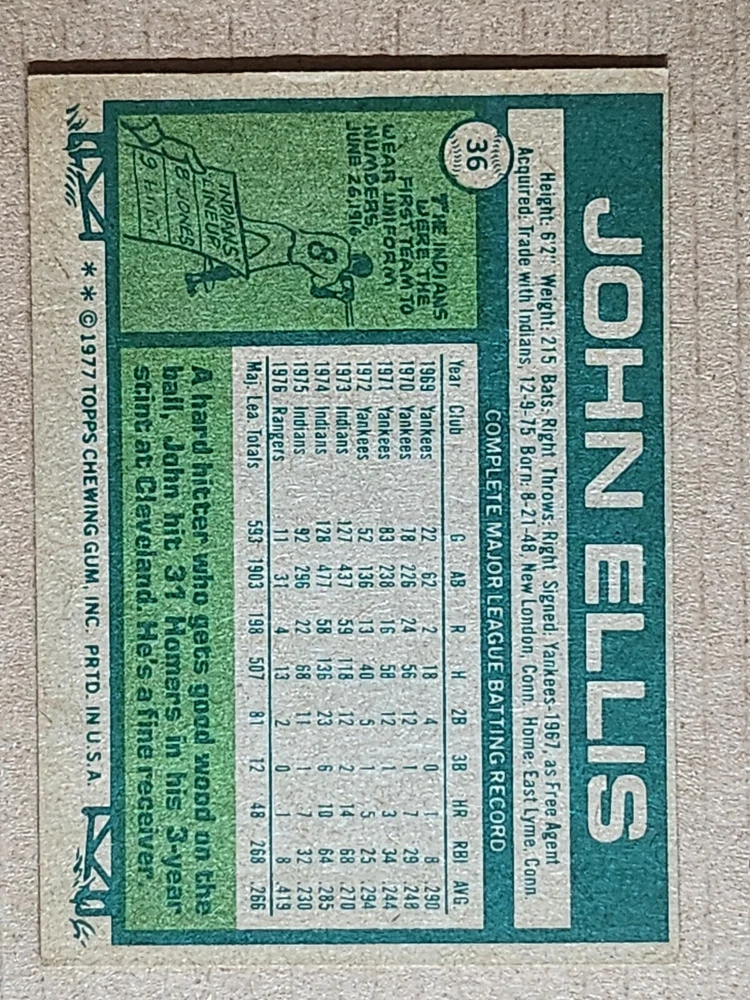 JOHN ELLIS
Height: 6'2" Weight: 215 Bats: Right Throws: Right Signed: Yankees-1967, as Free Agent
Acquired: Trade with Indians, 12-9-75 Born: 8-21-48 New London, Conn. Home: East Lyme, Conn.
36
THE INDIANS
WERE THE
FIRST TEAM TO
WEAR UNIFORM
NUMBERS,
JUNE 26, 1916
8
INDIANS
LINEUP
8 JONES
9 HUNT
COMPLETE MAJOR LEAGUE BATTING RECORD
Year Club G AB R H 2B 3B HR RBI AVG.
1969 Yankees 22 62 2 18 4 0 1 8 .290
1970 Yankees 78 226 24 56 12 1 7 29 .248
1971 Yankees 83 238 16 58 12 1 3 34 .244
1972 Yankees 52 136 13 40 5 1 5 25 .294
1973 Indians 127 437 59 118 12 2 14 68 .270
1974 Indians 128 477 58 136 23 6 10 64 .285
1975 Indians 92 296 22 68 11 1 7 32 .230
1976 Rangers 11 31 4 13 2 0 1 8 .419
Maj. Lea. Totals 593 1903 198 507 81 12 48 268 .266
A hard hitter who gets good wood on the
ball, John hit 31 Homers in his 3-year
stint at Cleveland. He's a fine receiver.
* * © 1977 TOPPS CHEWING GUM, INC. PRTD. IN U.S.A.